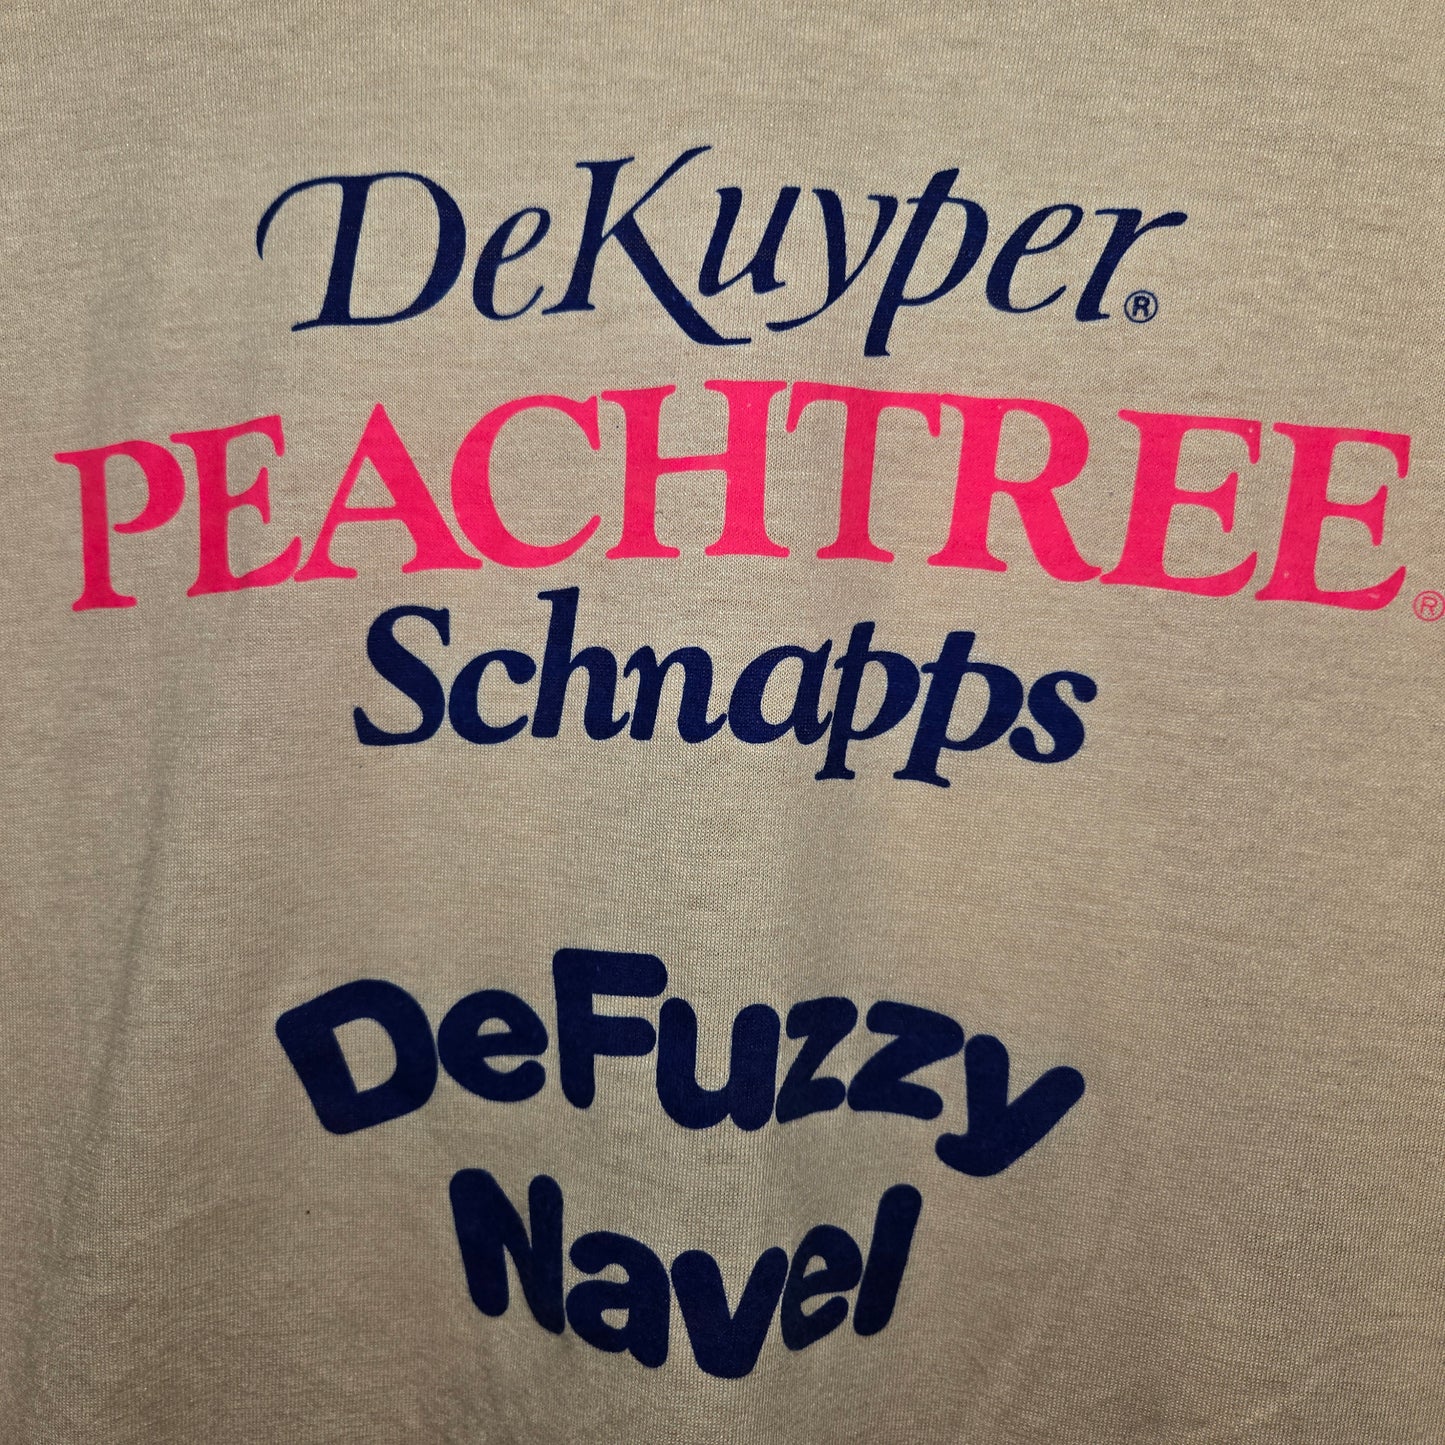 DeKuyper®
PEACHTREE®
Schnapps
DeFuzzy
Navel